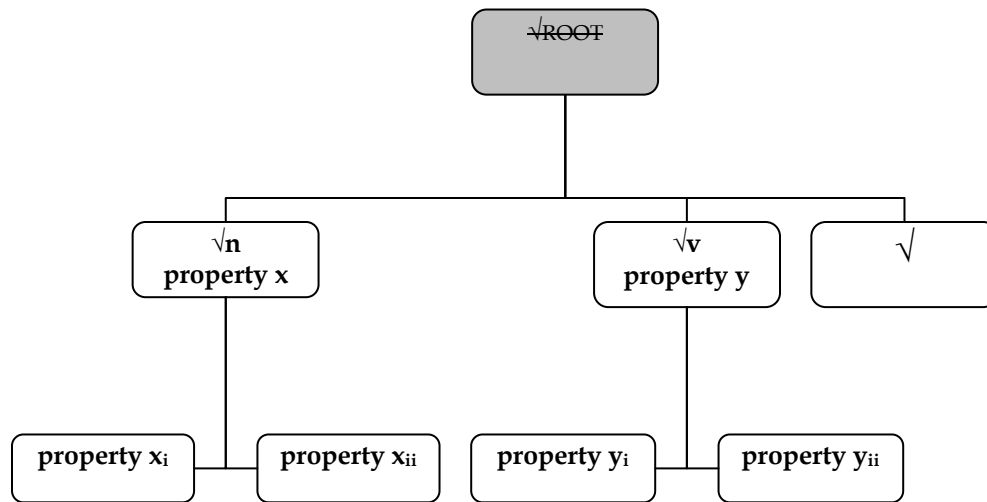 √ROOT
√n
property x
√v
property y
√
property xᵢ
property xᵢᵢ
property yᵢ
property yᵢᵢ